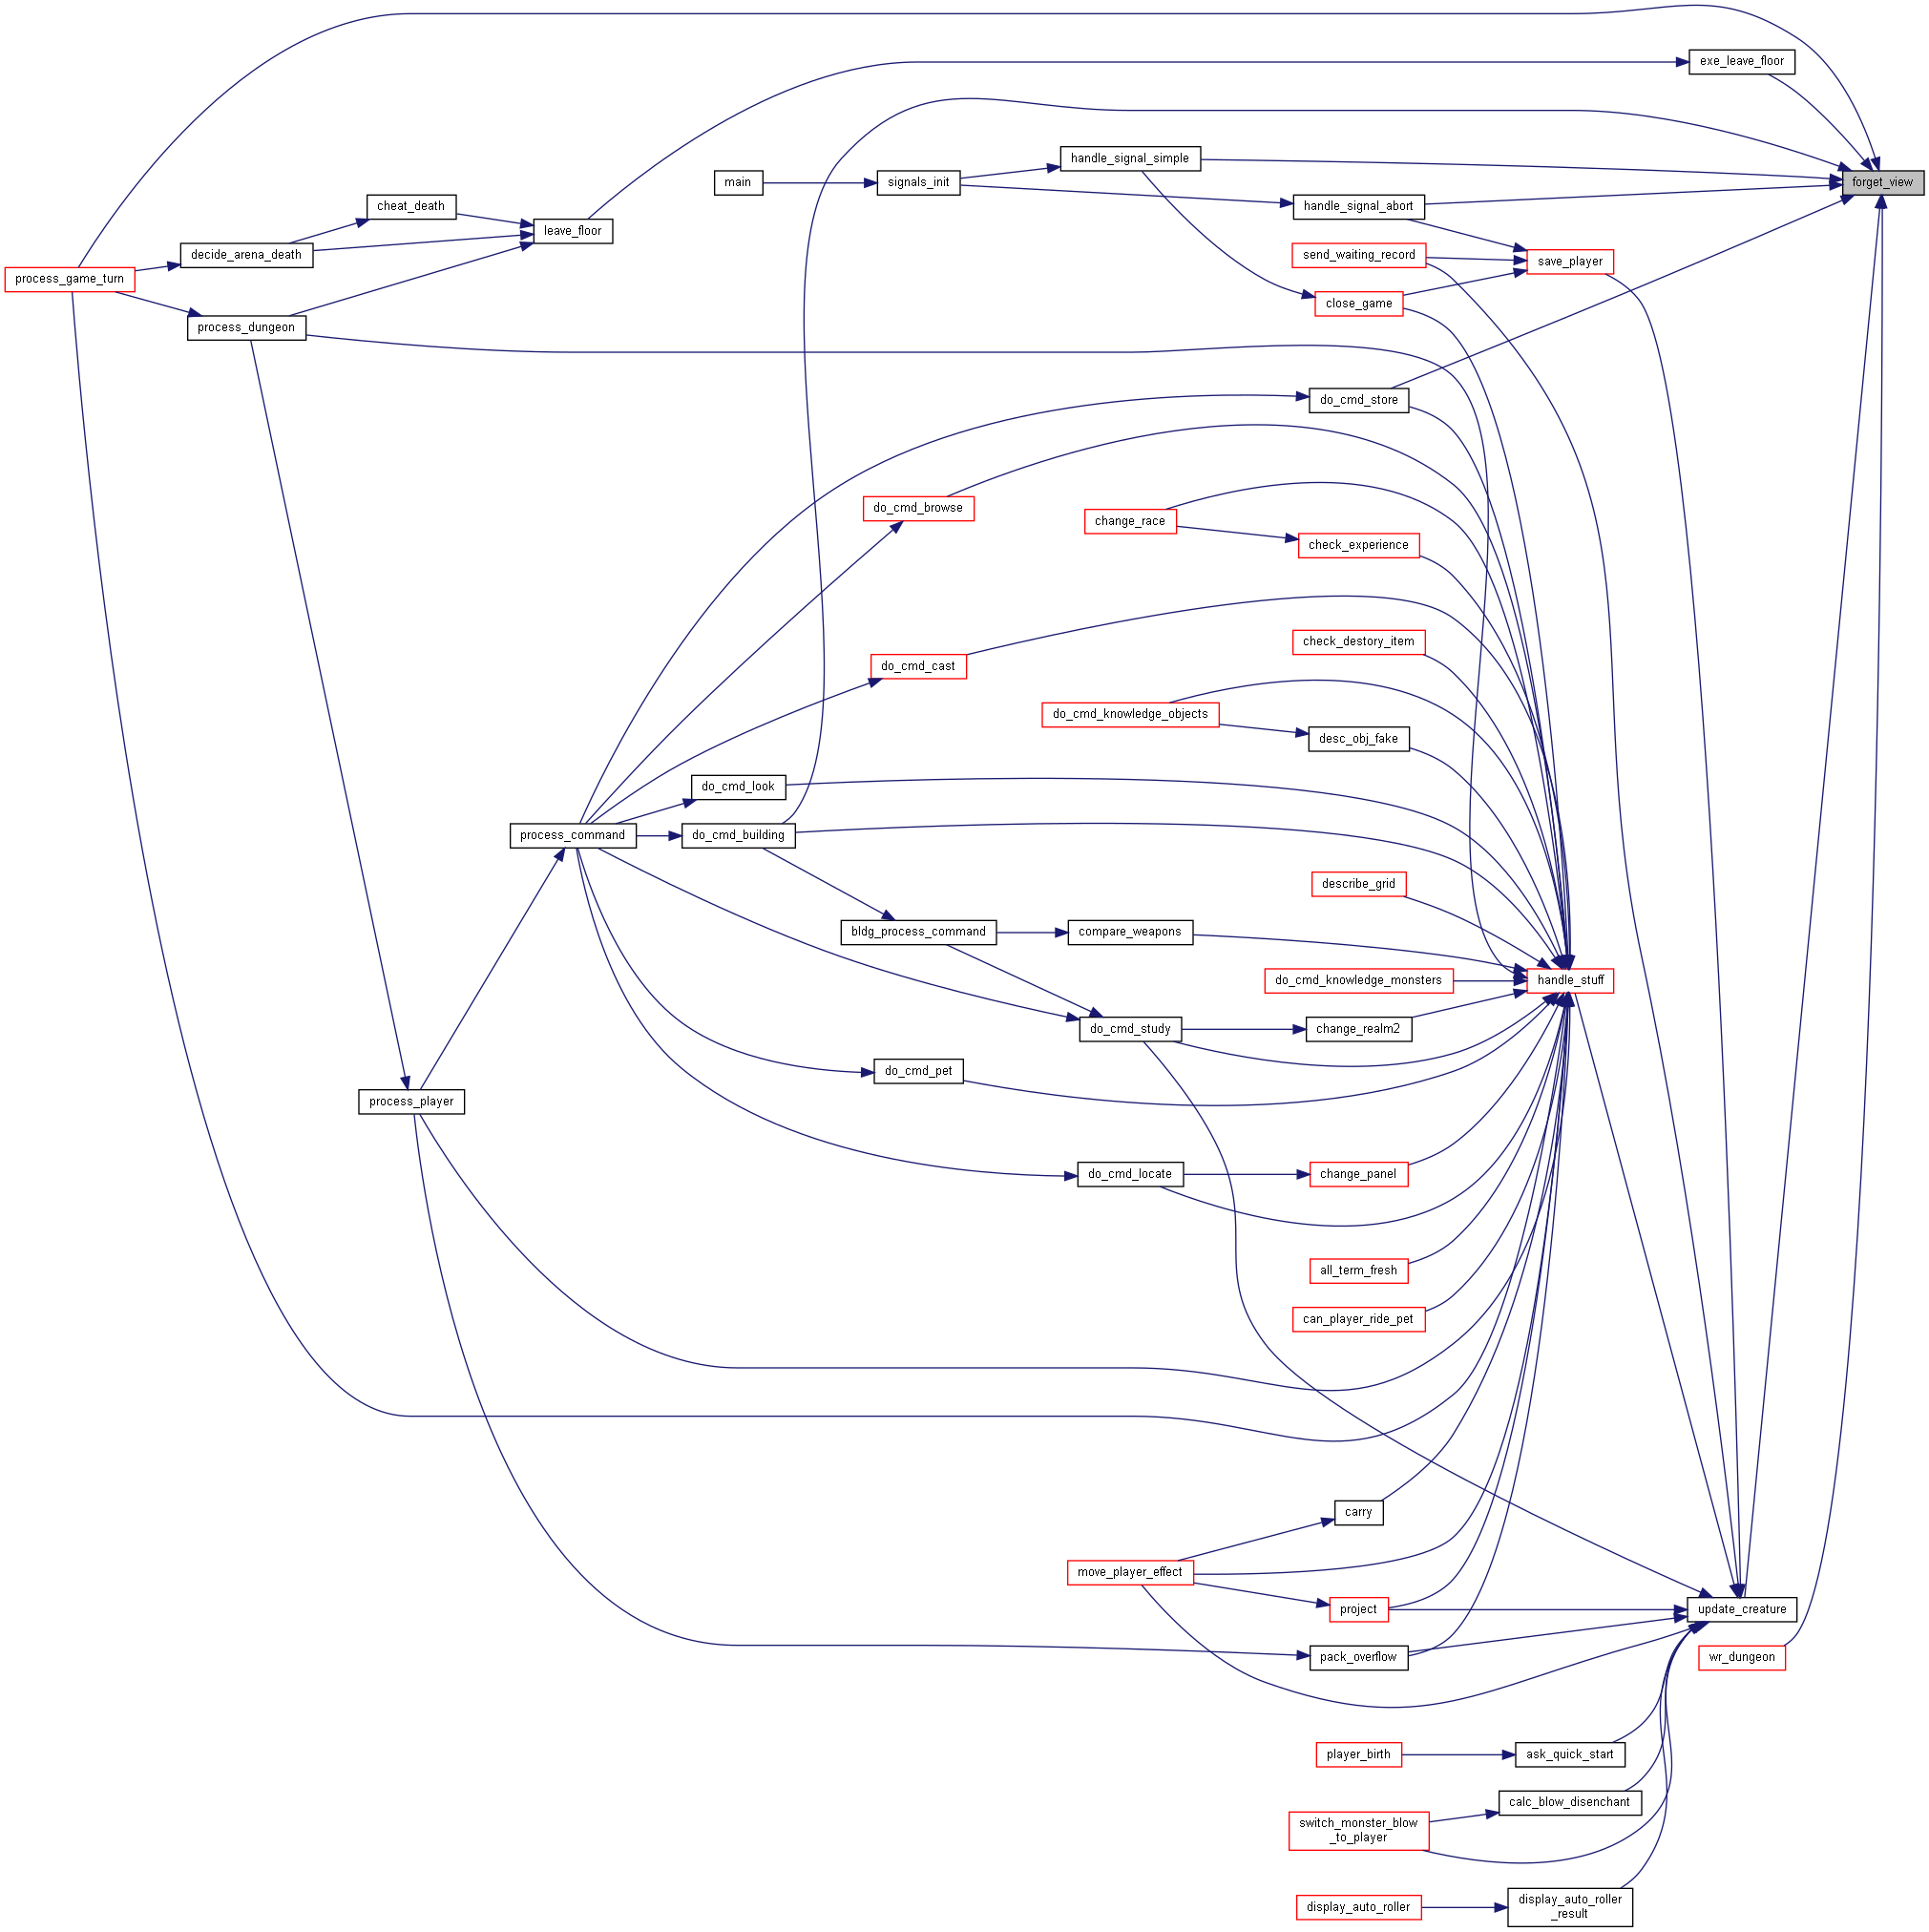 exe_leave_floor
handle_signal_simple
main
signals_init
forget_view
cheat_death
handle_signal_abort
leave_floor
decide_arena_death
send_waiting_record
save_player
process_game_turn
close_game
process_dungeon
do_cmd_store
do_cmd_browse
change_race
check_experience
check_destory_item
do_cmd_cast
do_cmd_knowledge_objects
desc_obj_fake
do_cmd_look
process_command
do_cmd_building
describe_grid
bldg_process_command
compare_weapons
do_cmd_knowledge_monsters
handle_stuff
do_cmd_study
change_realm2
do_cmd_pet
process_player
do_cmd_locate
change_panel
all_term_fresh
can_player_ride_pet
carry
move_player_effect
project
update_creature
pack_overflow
wr_dungeon
player_birth
ask_quick_start
calc_blow_disenchant
switch_monster_blow
_to_player
display_auto_roller
display_auto_roller
_result